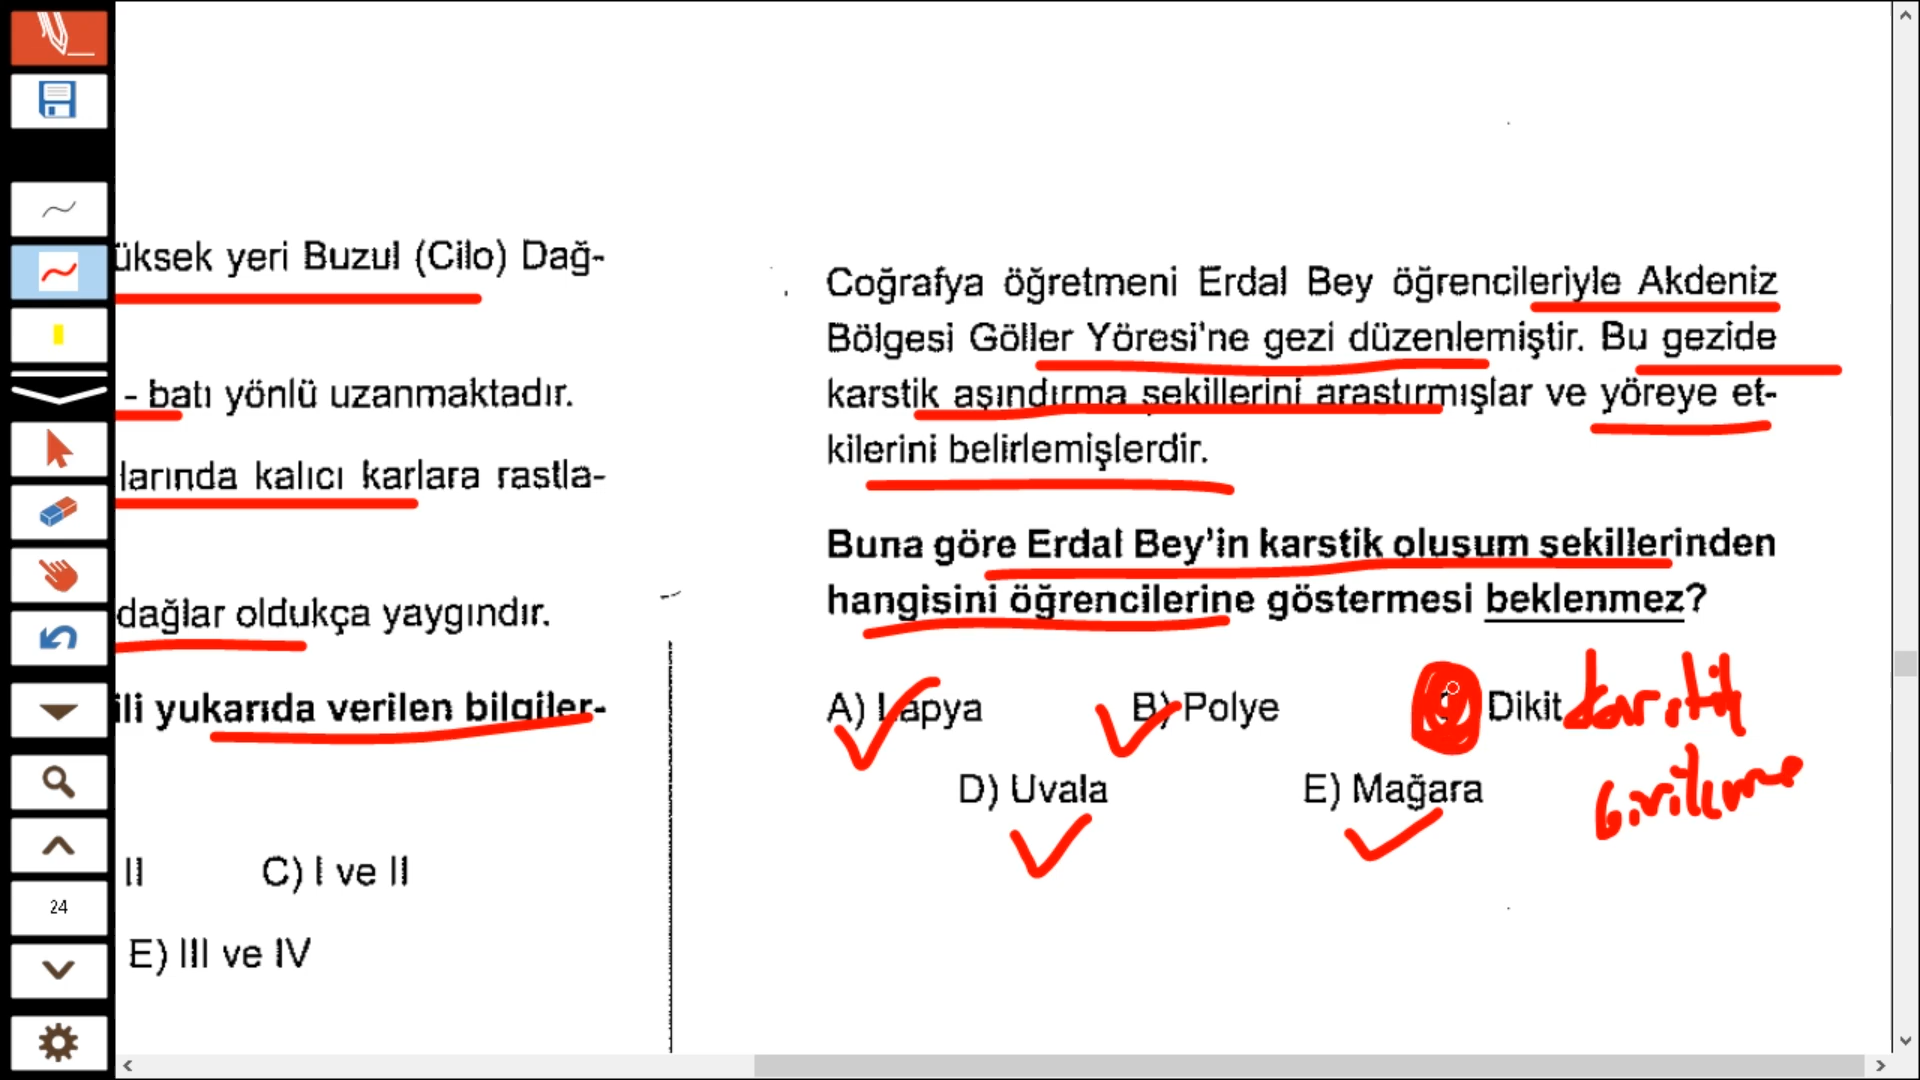 üksek yeri Buzul (Cilo) Dağ-
- batı yönlü uzanmaktadır.
larında kalıcı karlara rastla-
dağlar oldukça yaygındır.
ili yukarıda verilen bilgiler-
II C) I ve II
E) III ve IV
24
Coğrafya öğretmeni Erdal Bey öğrencileriyle Akdeniz
Bölgesi Göller Yöresi'ne gezi düzenlemiştir. Bu gezide
karstik aşındırma şekillerini araştırmışlar ve yöreye et-
kilerini belirlemişlerdir.
Buna göre Erdal Bey'in karstik oluşum şekillerinden
hangisini öğrencilerine göstermesi beklenmez?
A) Lapya B) Polye Dikit karstik
D) Uvala E) Mağara birikme